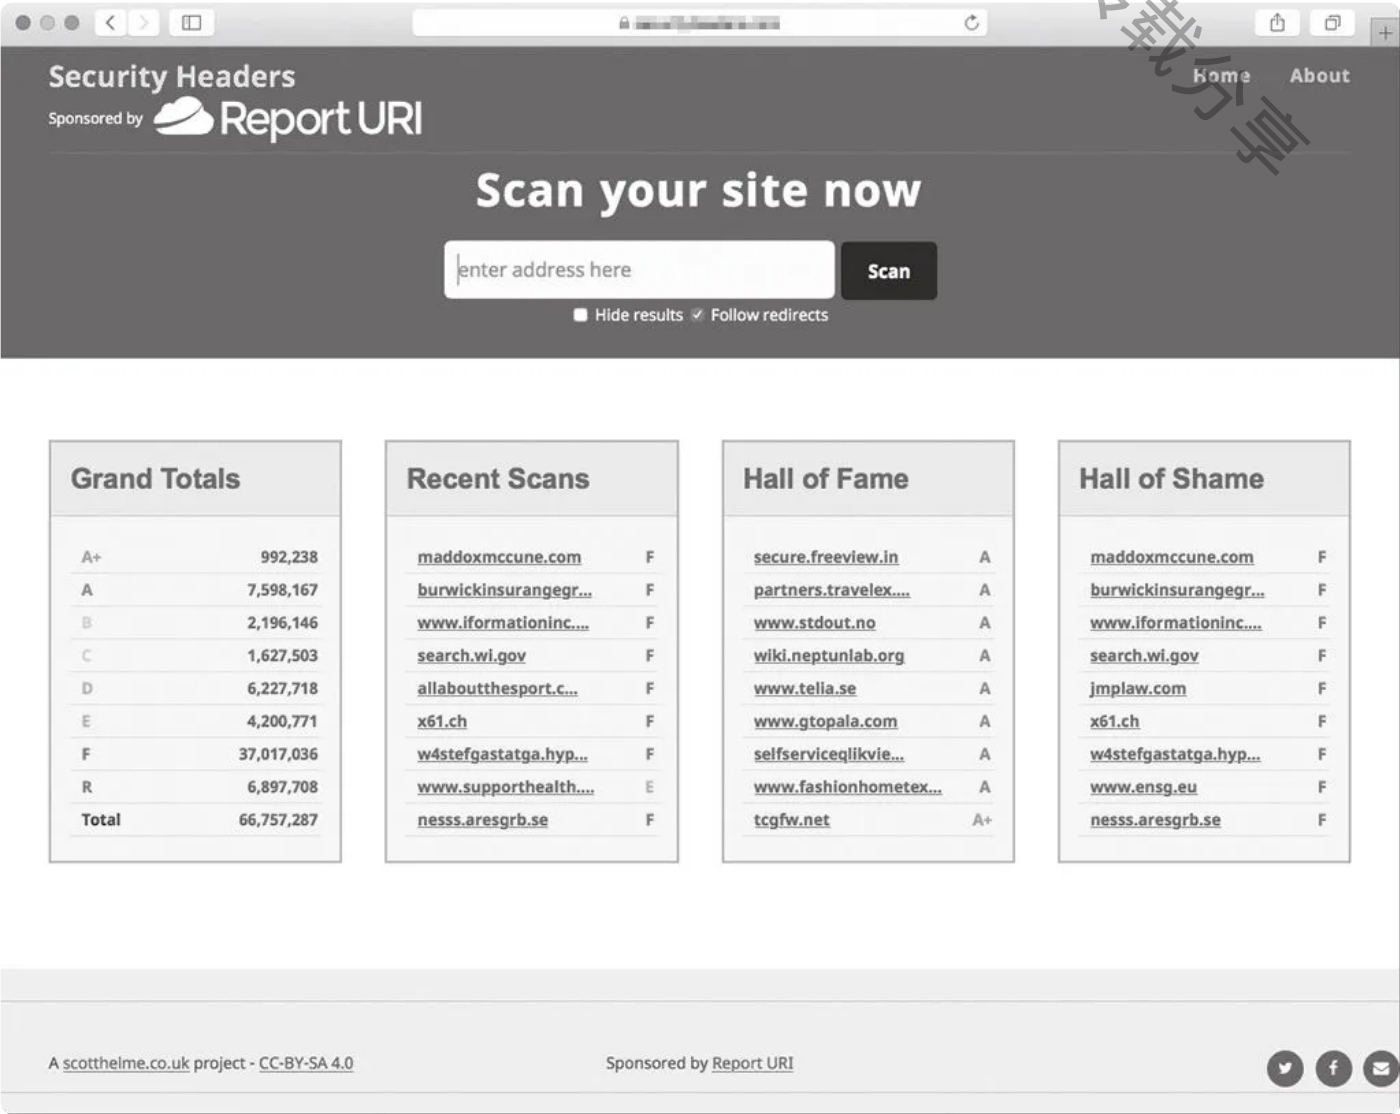 Security Headers
Home About
Sponsored by Report URI
Scan your site now
enter address here
Scan
Hide results Follow redirects
Grand Totals
A+ 992,238
A 7,598,167
B 2,196,146
C 1,627,503
D 6,227,718
E 4,200,771
F 37,017,036
R 6,897,708
Total 66,757,287
Recent Scans
maddoxmccune.com F
burwickinsurangegr... F
www.iformationinc.... F
search.wi.gov F
allaboutthesport.c... F
x61.ch F
w4stefgastatga.hyp... F
www.supporthealth.... E
nesss.aresgrb.se F
Hall of Fame
secure.freeview.in A
partners.travelex.... A
www.stdout.no A
wiki.neptunlab.org A
www.telia.se A
www.gtopala.com A
selfserviceqlikvie... A
www.fashionhometex... A
tcgfw.net A+
Hall of Shame
maddoxmccune.com F
burwickinsurangegr... F
www.iformationinc.... F
search.wi.gov F
jmplaw.com F
x61.ch F
w4stefgastatga.hyp... F
www.ensg.eu F
nesss.aresgrb.se F
A scotthelme.co.uk project - CC-BY-SA 4.0
Sponsored by Report URI
载分享